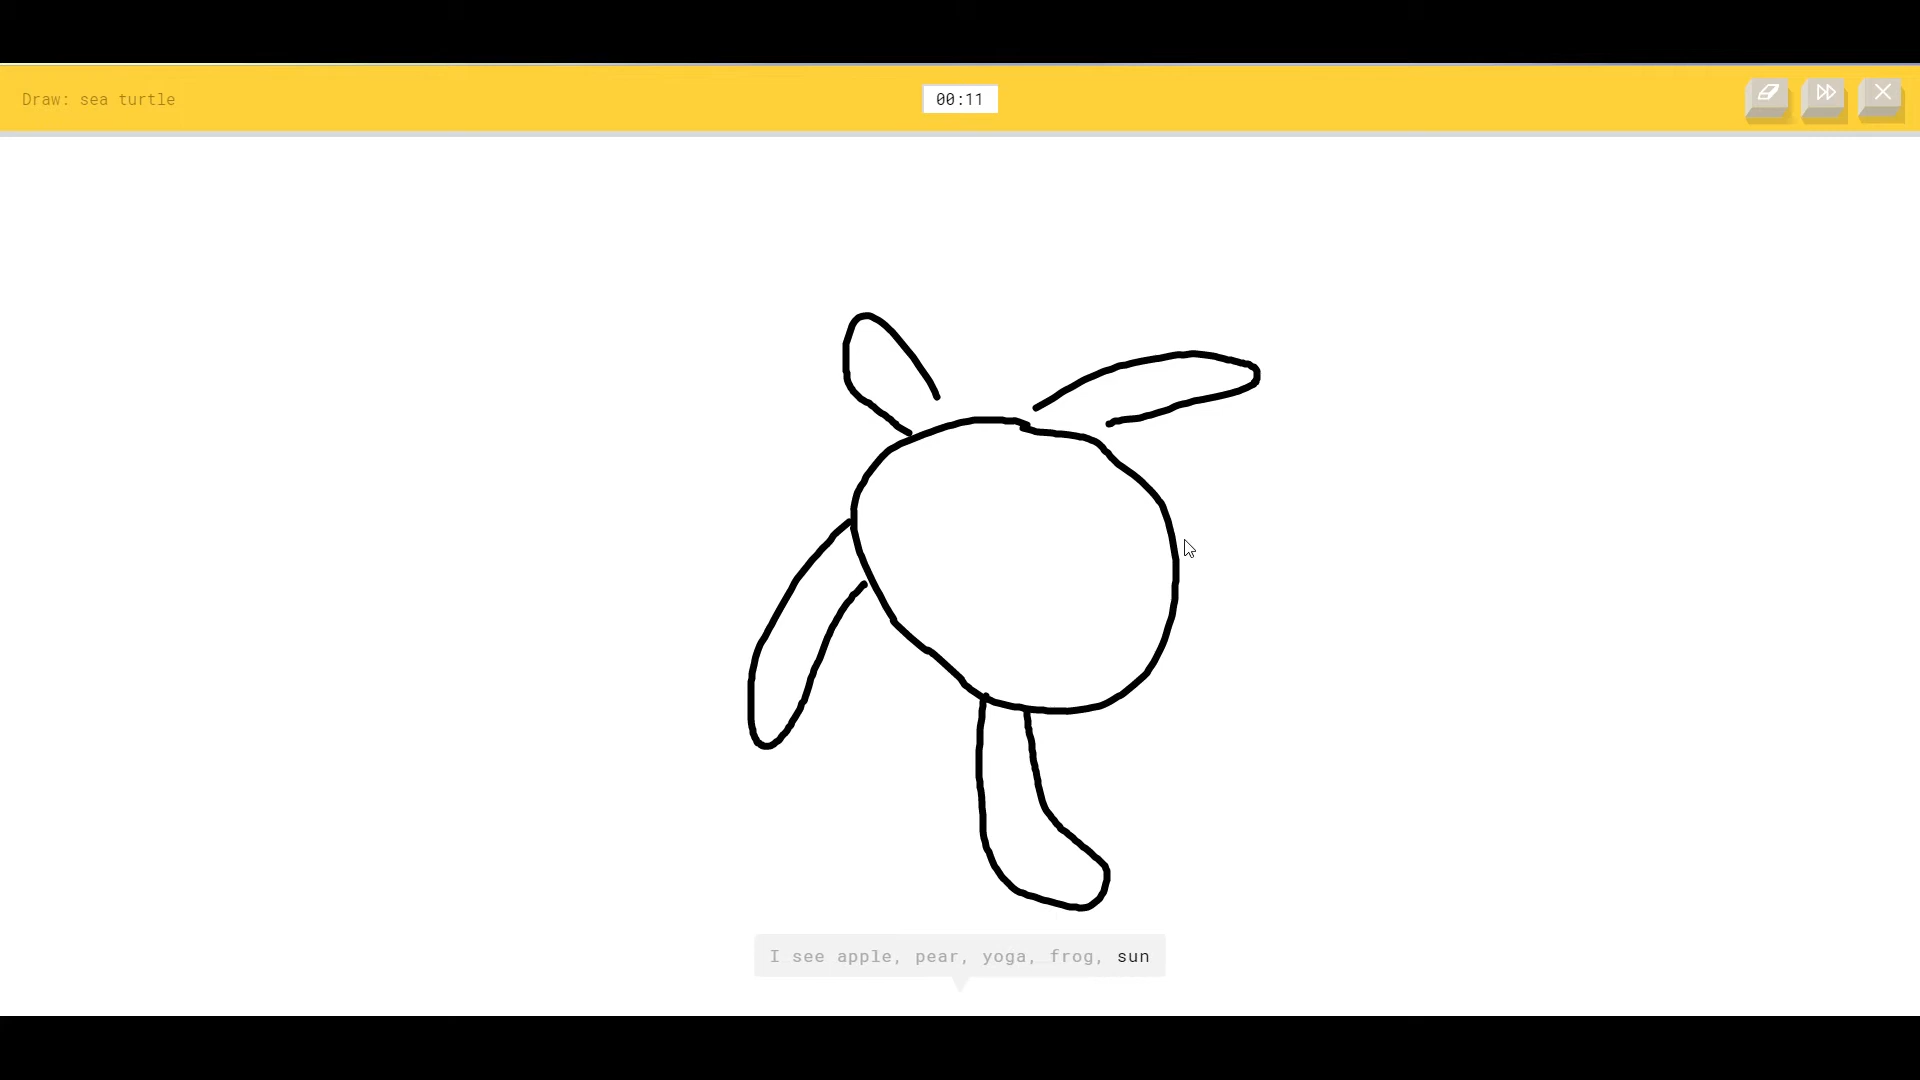 Draw: sea turtle
00:11
I see apple, pear, yoga, frog, sun